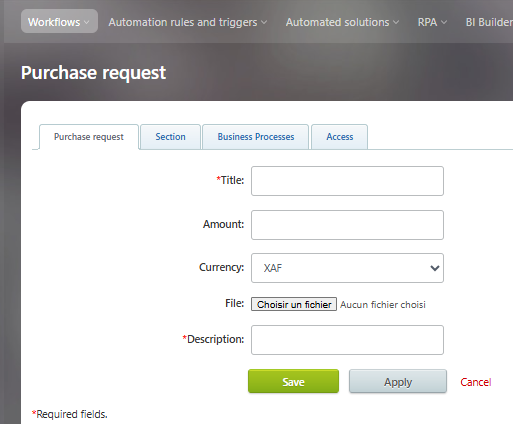 Workflows Automation rules and triggers Automated solutions RPA BI Builder
Purchase request
Purchase request Section Business Processes Access
*Title:
Amount:
Currency: XAF
File: Choisir un fichier Aucun fichier choisi
*Description:
Save Apply Cancel
*Required fields.